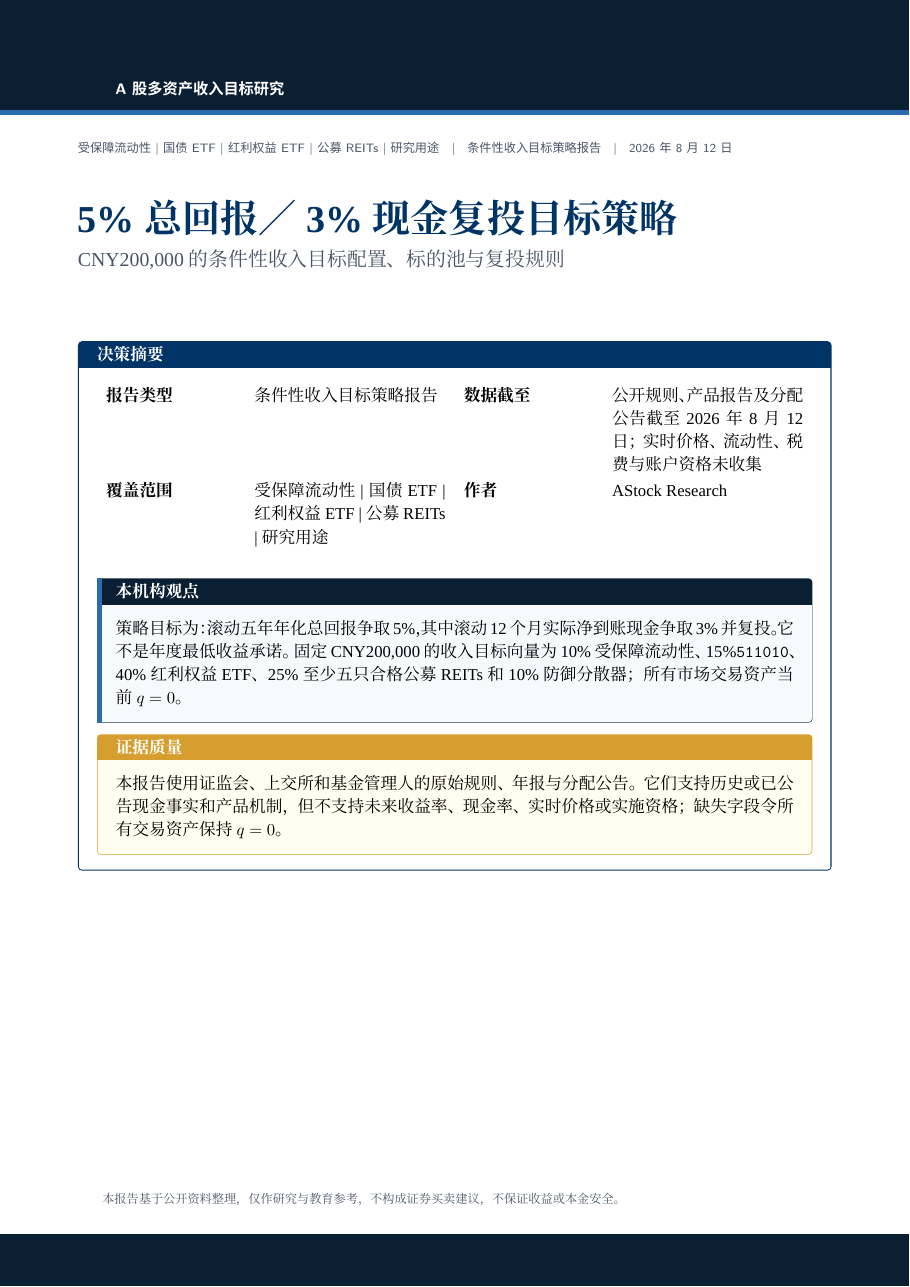 A 股多资产收入目标研究
受保障流动性 | 国债 ETF | 红利权益 ETF | 公募 REITs | 研究用途 | 条件性收入目标策略报告 | 2026 年 8 月 12 日
5% 总回报／ 3% 现金复投目标策略
CNY200,000 的条件性收入目标配置、标的池与复投规则
决策摘要
报告类型
条件性收入目标策略报告
数据截至
公开规则、产品报告及分配
公告截至 2026 年 8 月 12
日；实时价格、流动性、税
费与账户资格未收集
覆盖范围
受保障流动性 | 国债 ETF |
红利权益 ETF | 公募 REITs
| 研究用途
作者
AStock Research
本机构观点
策略目标为：滚动五年年化总回报争取 5%，其中滚动 12 个月实际净到账现金争取 3% 并复投。它
不是年度最低收益承诺。固定 CNY200,000 的收入目标向量为 10% 受保障流动性、15%511010、
40% 红利权益 ETF、25% 至少五只合格公募 REITs 和 10% 防御分散器；所有市场交易资产当
前 q = 0。
证据质量
本报告使用证监会、上交所和基金管理人的原始规则、年报与分配公告。它们支持历史或已公
告现金事实和产品机制，但不支持未来收益率、现金率、实时价格或实施资格；缺失字段令所
有交易资产保持 q = 0。
本报告基于公开资料整理，仅作研究与教育参考，不构成证券买卖建议，不保证收益或本金安全。